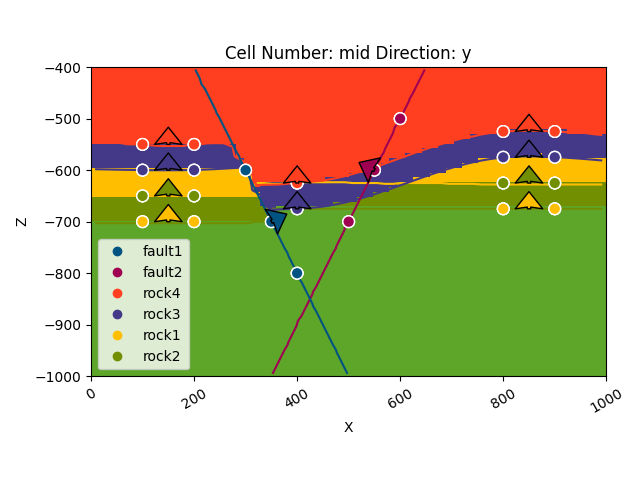 Cell Number: mid Direction: y
−400
−500
−600
−700
−800
−900
−1000
Z
fault1
fault2
rock4
rock3
rock1
rock2
0
200
400
600
800
1000
X